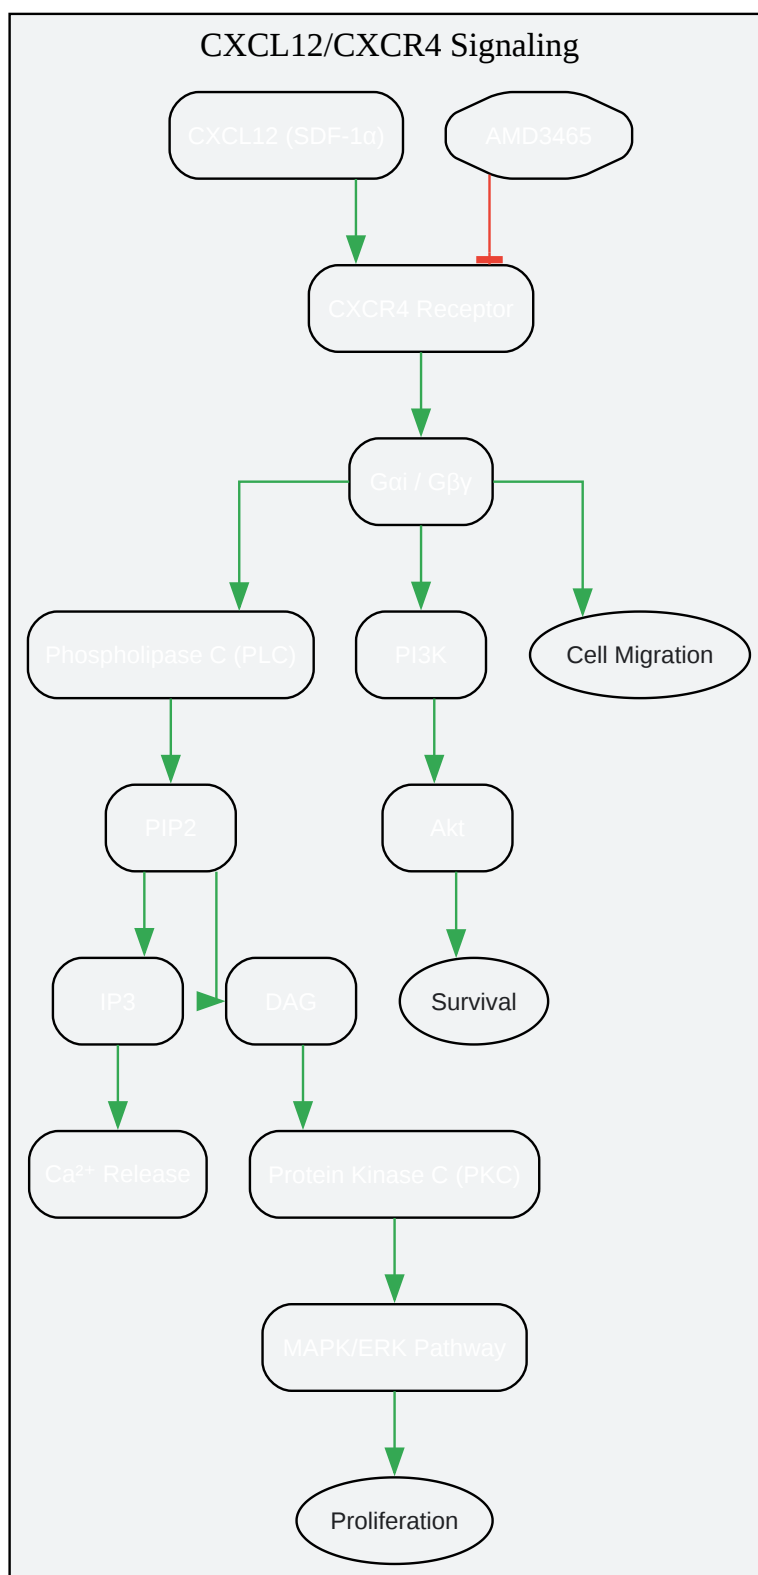 CXCL12/CXCR4 Signaling
CXCL12 (SDF-1α)
AMD3465
CXCR4 Receptor
Gαi / Gβγ
Phospholipase C (PLC)
PI3K
Cell Migration
PIP2
Akt
IP3
DAG
Survival
Ca²⁺ Release
Protein Kinase C (PKC)
MAPK/ERK Pathway
Proliferation